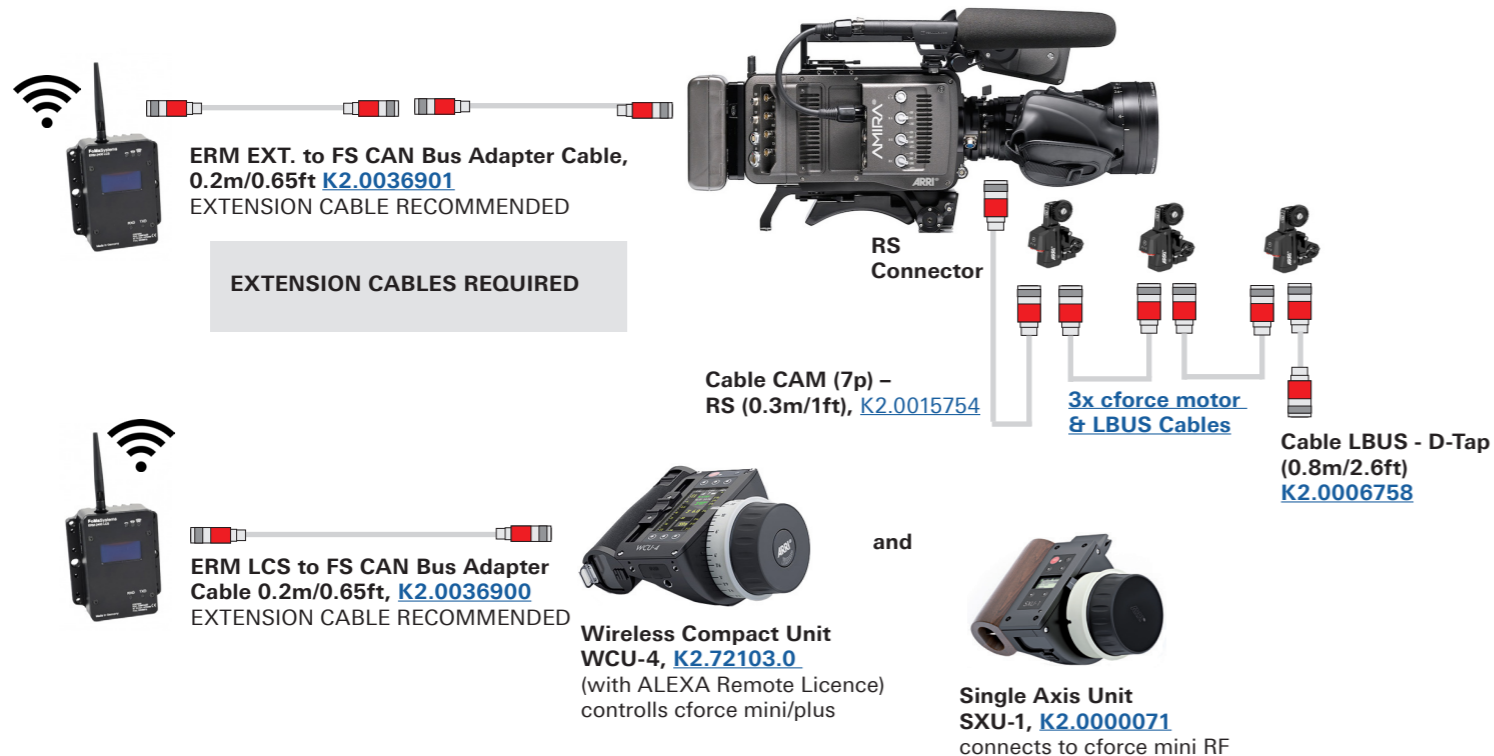 AMIRA®
ARRI®
ERM EXT. to FS CAN Bus Adapter Cable,
0.2m/0.65ft K2.0036901
EXTENSION CABLE RECOMMENDED
EXTENSION CABLES REQUIRED
RS
Connector
Cable CAM (7p) –
RS (0.3m/1ft), K2.0015754
3x cforce motor
& LBUS Cables
Cable LBUS - D-Tap
(0.8m/2.6ft)
K2.0006758
ERM LCS to FS CAN Bus Adapter
Cable 0.2m/0.65ft, K2.0036900
EXTENSION CABLE RECOMMENDED
WCU-4
ARRI
and
SXU-1
Wireless Compact Unit
WCU-4, K2.72103.0
(with ALEXA Remote Licence)
controlls cforce mini/plus
Single Axis Unit
SXU-1, K2.0000071
connects to cforce mini RF